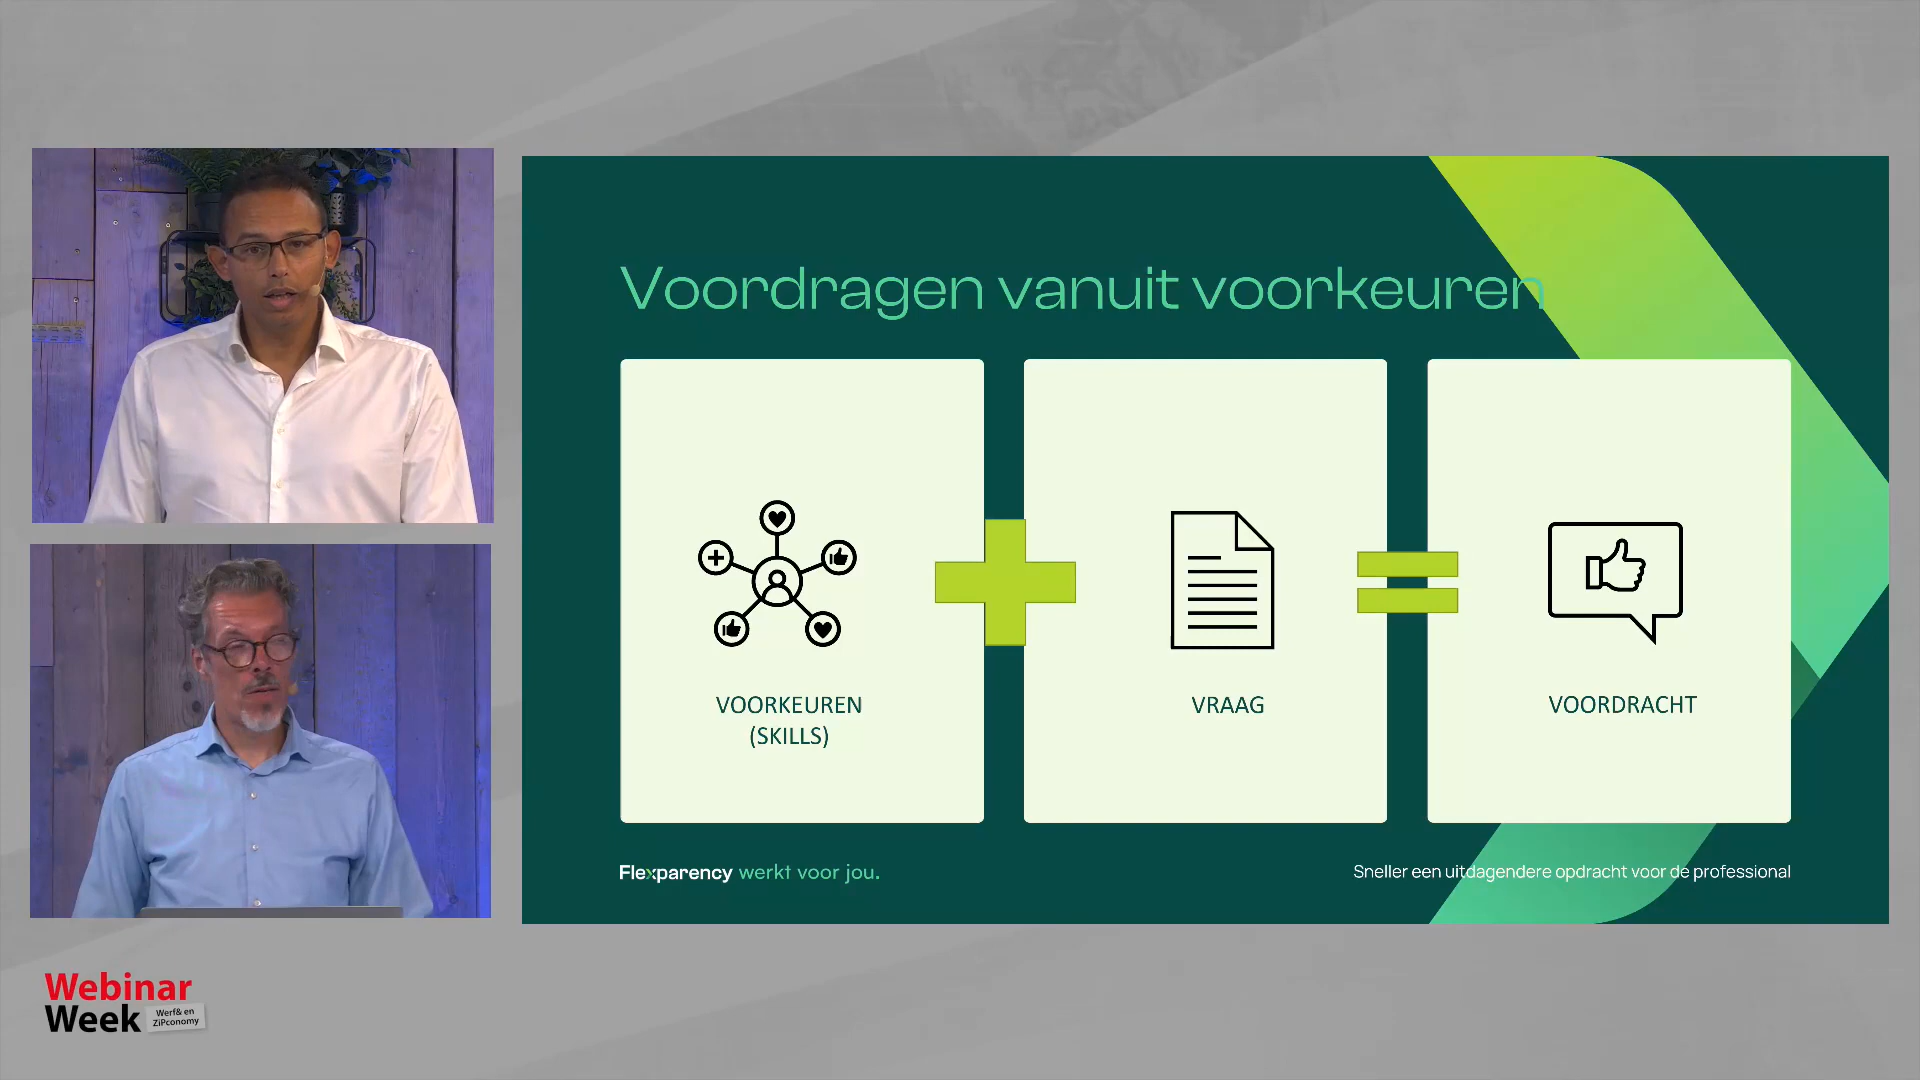 Voordragen vanuit voorkeuren
VOORKEUREN
(SKILLS)
VRAAG
VOORDRACHT
Flexparency werkt voor jou.
Sneller een uitdagendere opdracht voor de professional
Webinar
Week
Werf& en
ZiPconomy